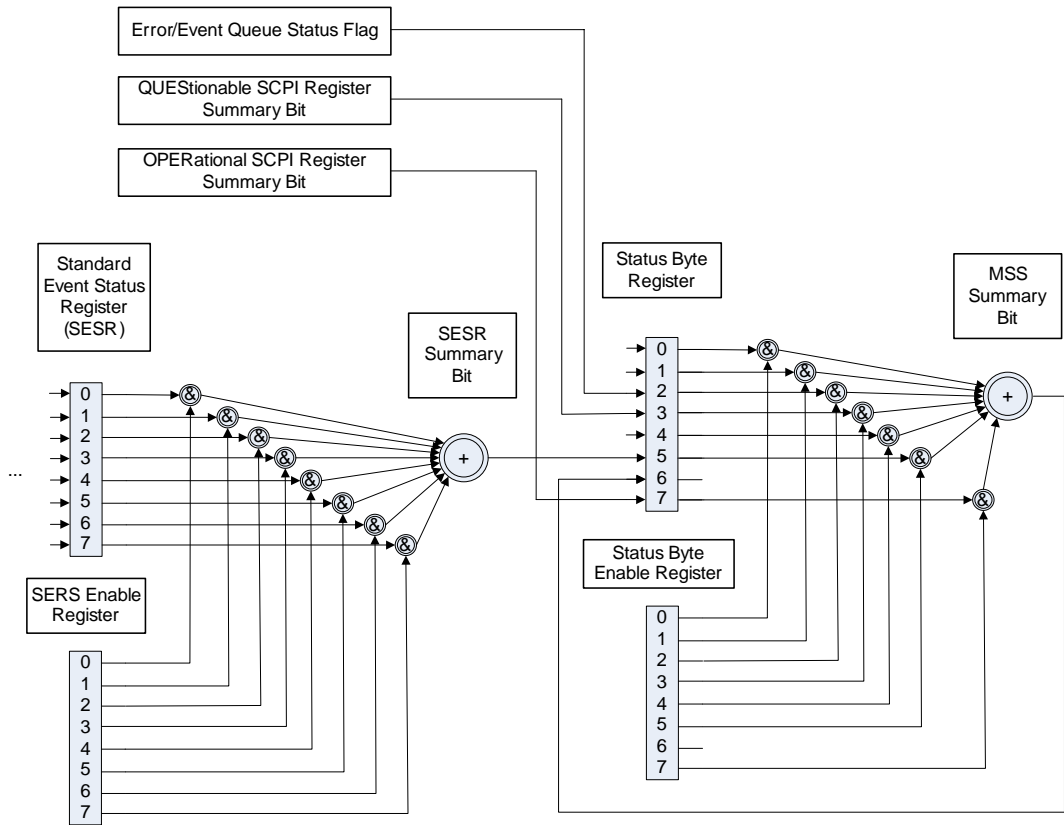 Error/Event Queue Status Flag
QUEStionable SCPI Register
Summary Bit
OPERational SCPI Register
Summary Bit
Standard
Event Status
Register
(SESR)
SESR
Summary
Bit
Status Byte
Register
MSS
Summary
Bit
...
0
1
2
3
4
5
6
7
&
&
&
&
&
&
&
&
+
0
1
2
3
4
5
6
7
&
&
&
&
&
&
&
+
SERS Enable
Register
0
1
2
3
4
5
6
7
Status Byte
Enable Register
0
1
2
3
4
5
6
7